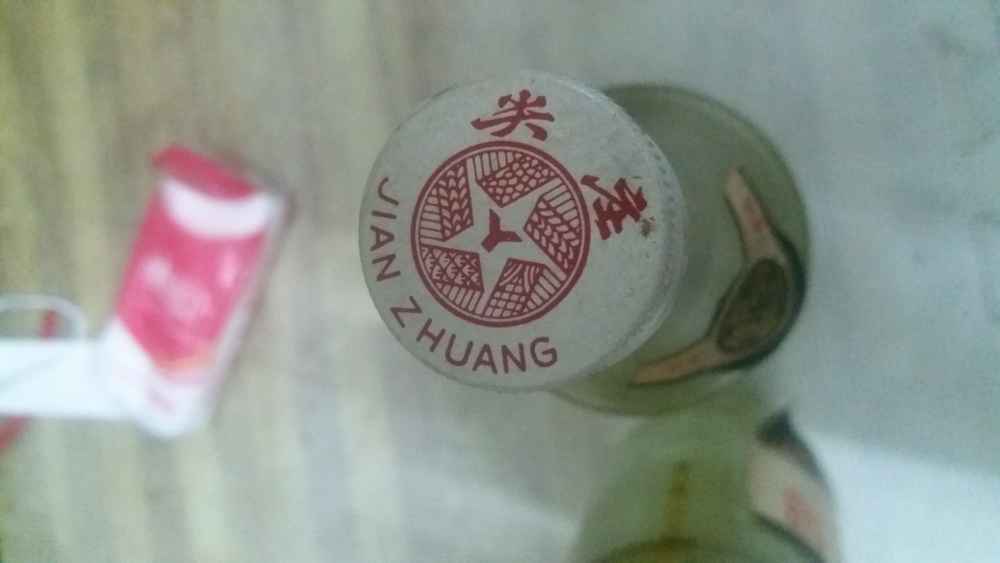 尖庄
JIAN ZHUANG